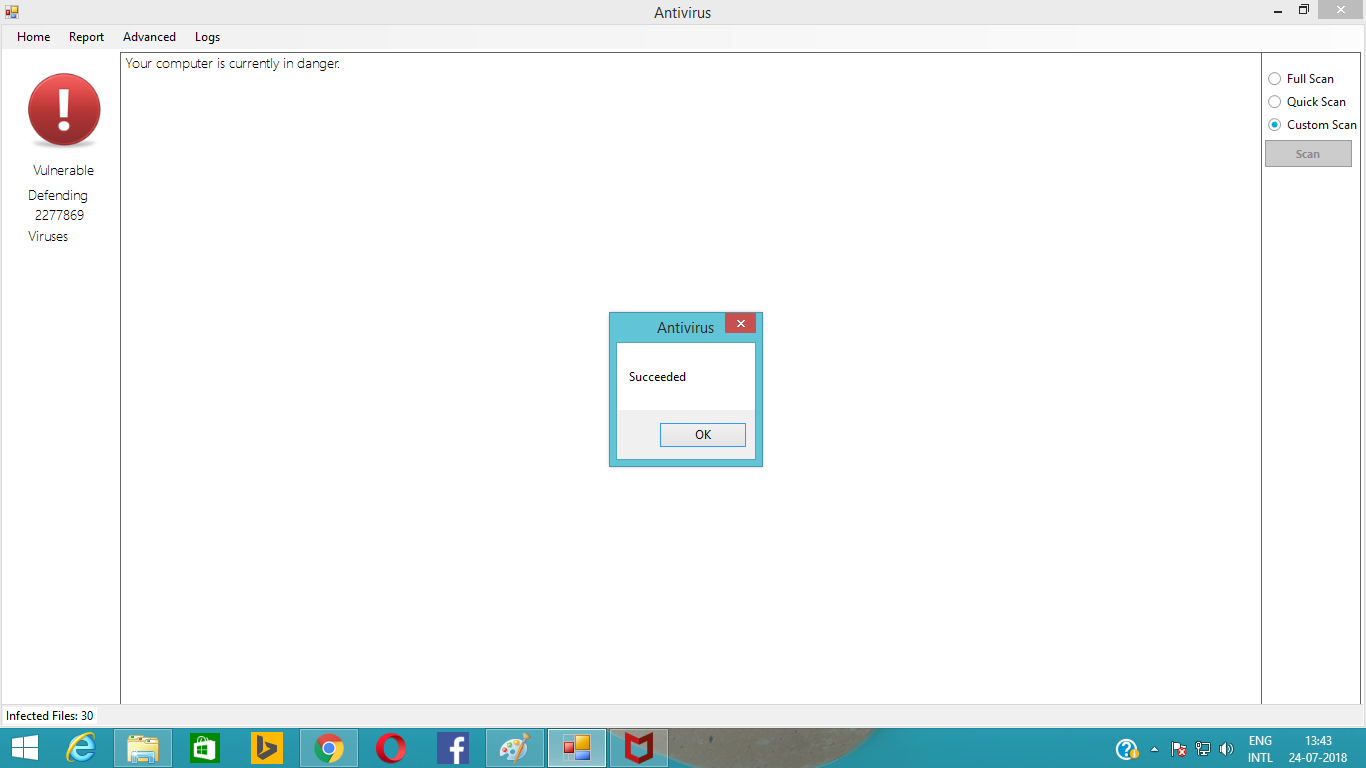 Antivirus
Home Report Advanced Logs
Your computer is currently in danger.
Vulnerable
Defending
2277869
Viruses
Full Scan
Quick Scan
Custom Scan
Scan
Antivirus
Succeeded
OK
Infected Files: 30
ENG
INTL
13:43
24-07-2018